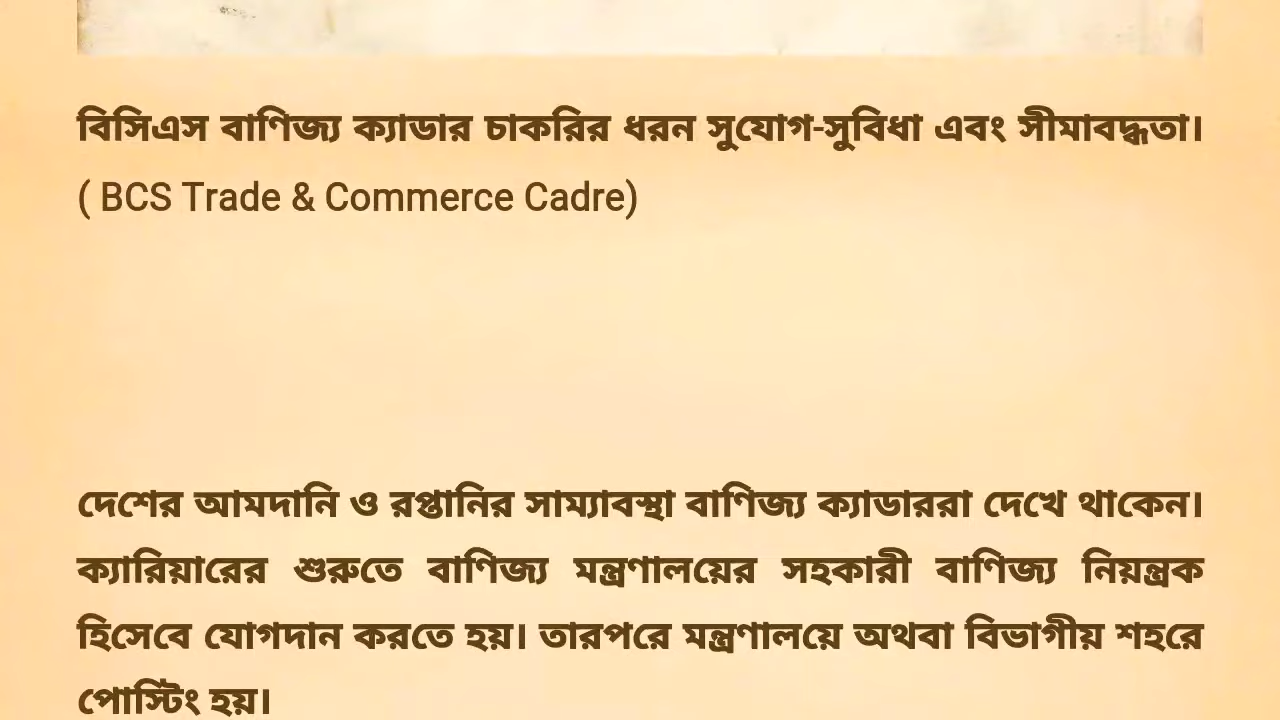 বিসিএস বাণিজ্য ক্যাডার চাকরির ধরন সুযোগ-সুবিধা এবং সীমাবদ্ধতা।
( BCS Trade & Commerce Cadre)
দেশের আমদানি ও রপ্তানির সাম্যাবস্থা বাণিজ্য ক্যাডাররা দেখে থাকেন।
ক্যারিয়ারের শুরুতে বাণিজ্য মন্ত্রণালয়ের সহকারী বাণিজ্য নিয়ন্ত্রক
হিসেবে যোগদান করতে হয়। তারপরে মন্ত্রণালয়ে অথবা বিভাগীয় শহরে
পোস্টিং হয়।